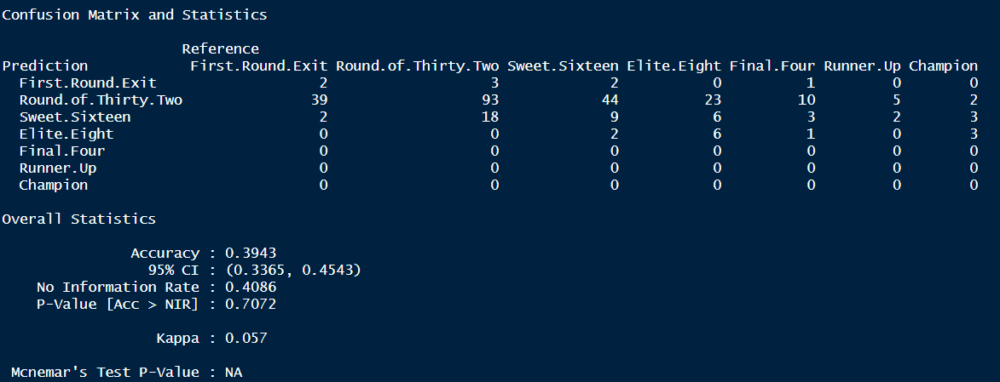 Confusion Matrix and Statistics
Reference
Prediction First.Round.Exit Round.of.Thirty.Two Sweet.Sixteen Elite.Eight Final.Four Runner.Up Champion
First.Round.Exit 2 3 2 0 1 0 0
Round.of.Thirty.Two 39 93 44 23 10 5 2
Sweet.Sixteen 2 18 9 6 3 2 3
Elite.Eight 0 0 2 6 1 0 3
Final.Four 0 0 0 0 0 0 0
Runner.Up 0 0 0 0 0 0 0
Champion 0 0 0 0 0 0 0
Overall Statistics
Accuracy : 0.3943
95% CI : (0.3365, 0.4543)
No Information Rate : 0.4086
P-Value [Acc > NIR] : 0.7072
Kappa : 0.057
Mcnemar's Test P-Value : NA